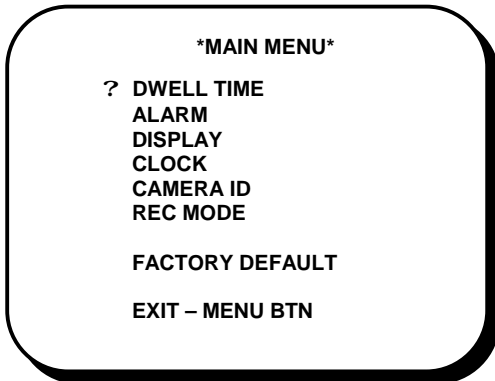 *MAIN MENU*
? DWELL TIME
ALARM
DISPLAY
CLOCK
CAMERA ID
REC MODE
FACTORY DEFAULT
EXIT – MENU BTN